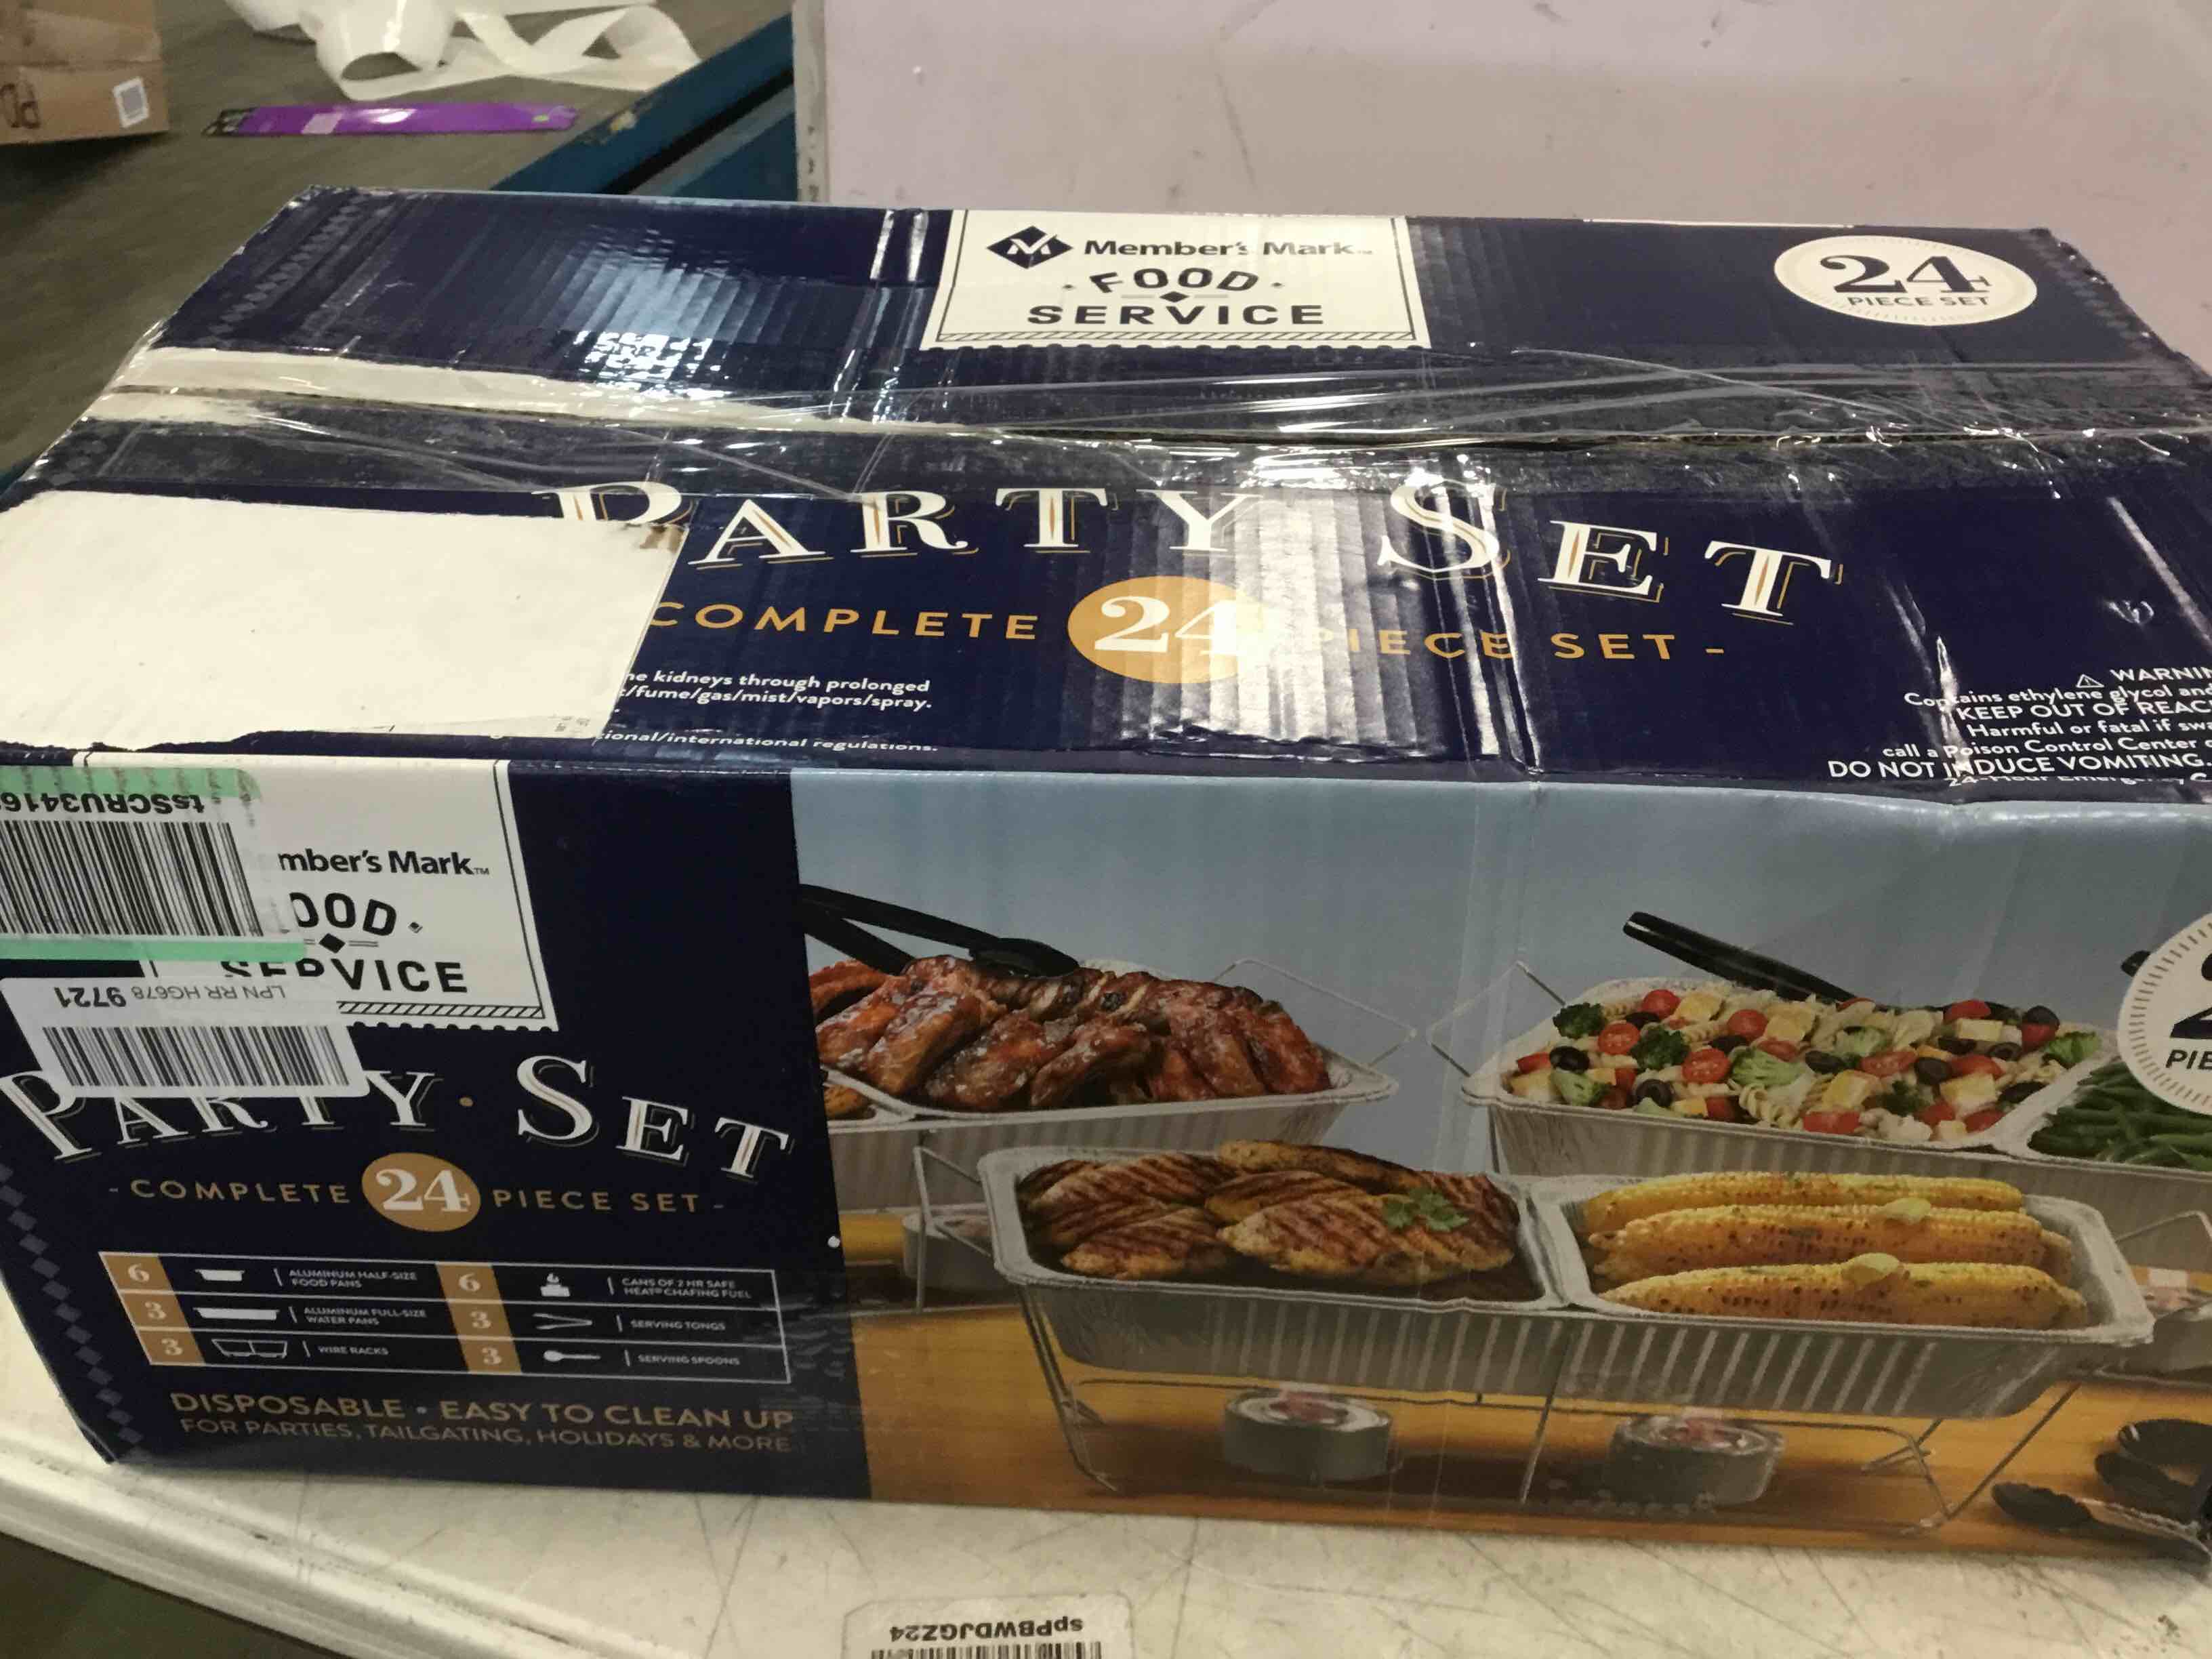 PO
Member's Mark™
FOOD
SERVICE
24
PIECE SET
PARTY SET
COMPLETE 24 PIECE SET -
he kidneys through prolonged
t/fume/gas/mist/vapors/spray.
tional/international regulations.
⚠ WARNIN
Contains ethylene glycol and
KEEP OUT OF REAC
Harmful or fatal if swa
call a Poison Control Center
DO NOT INDUCE VOMITING.
tsSCRU3416
mber's Mark™
OOD
SERVICE
LPN RR HG678 9721
PARTY · SET
- COMPLETE 24 PIECE SET -
6 ALUMINUM HALF-SIZE
FOOD PANS
6 CANS OF 2 HR SAFE
HEAT® CHAFING FUEL
3 ALUMINUM FULL-SIZE
WATER PANS
3 SERVING TONGS
3 WIRE RACKS
3 SERVING SPOONS
DISPOSABLE • EASY TO CLEAN UP
FOR PARTIES, TAILGATING, HOLIDAYS & MORE
2
PIE
spPBWDJGZ24